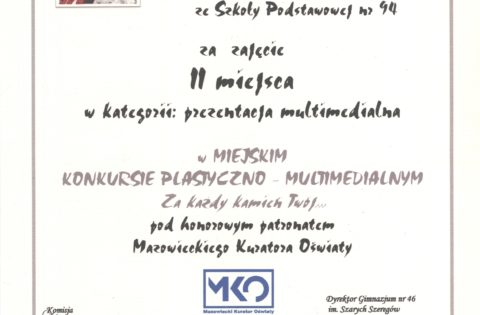 ze Szkoły Podstawowej nr 94
za zajęcie
II miejsca
w kategorii: prezentacja multimedialna
w MIEJSKIM
KONKURSIE PLASTYCZNO - MULTIMEDIALNYM
Za każdy kamień Twój...
pod honorowym patronatem
Mazowieckiego Kuratora Oświaty
MKO
Mazowiecki Kurator Oświaty
Komisja
Dyrektor Gimnazjum nr 46
im. Szarych Szeregów